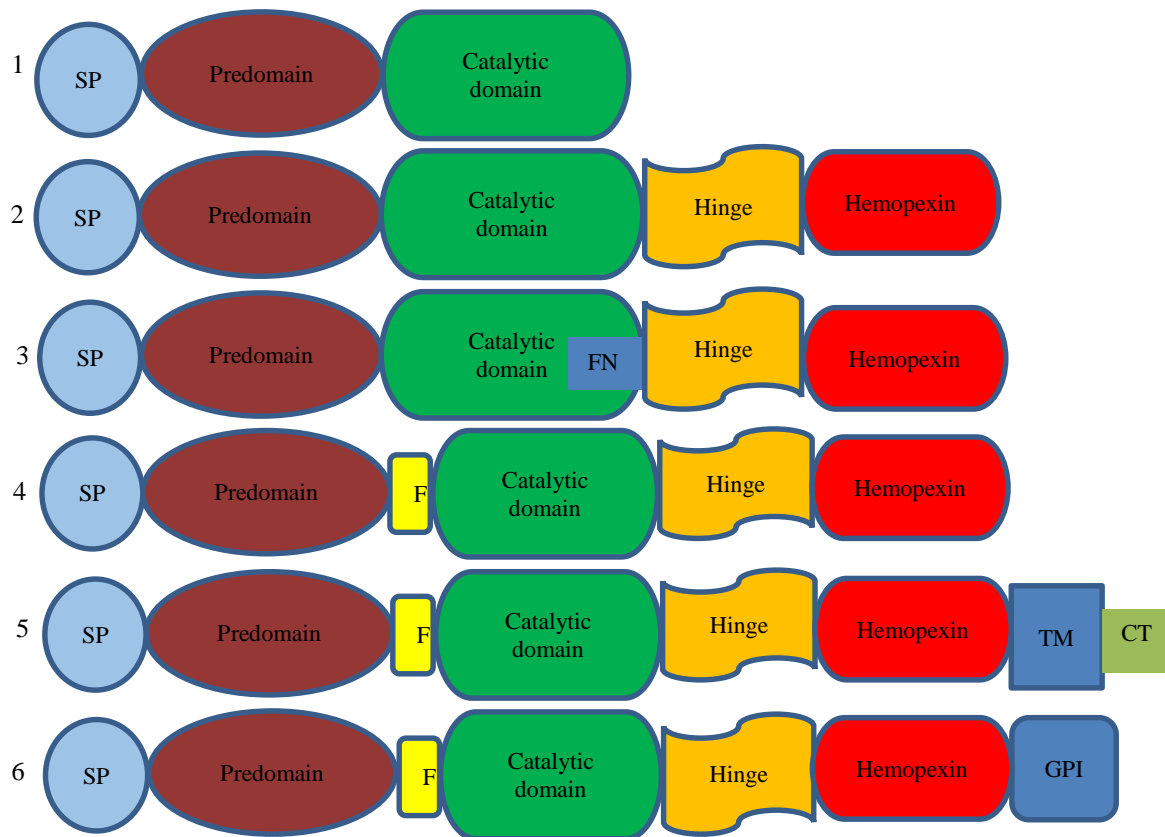 1
SP
Predomain
Catalytic
domain
2
SP
Predomain
Catalytic
domain
Hinge
Hemopexin
3
SP
Predomain
Catalytic
domain
FN
Hinge
Hemopexin
4
SP
Predomain
F
Catalytic
domain
Hinge
Hemopexin
5
SP
Predomain
F
Catalytic
domain
Hinge
Hemopexin
TM
CT
6
SP
Predomain
F
Catalytic
domain
Hinge
Hemopexin
GPI